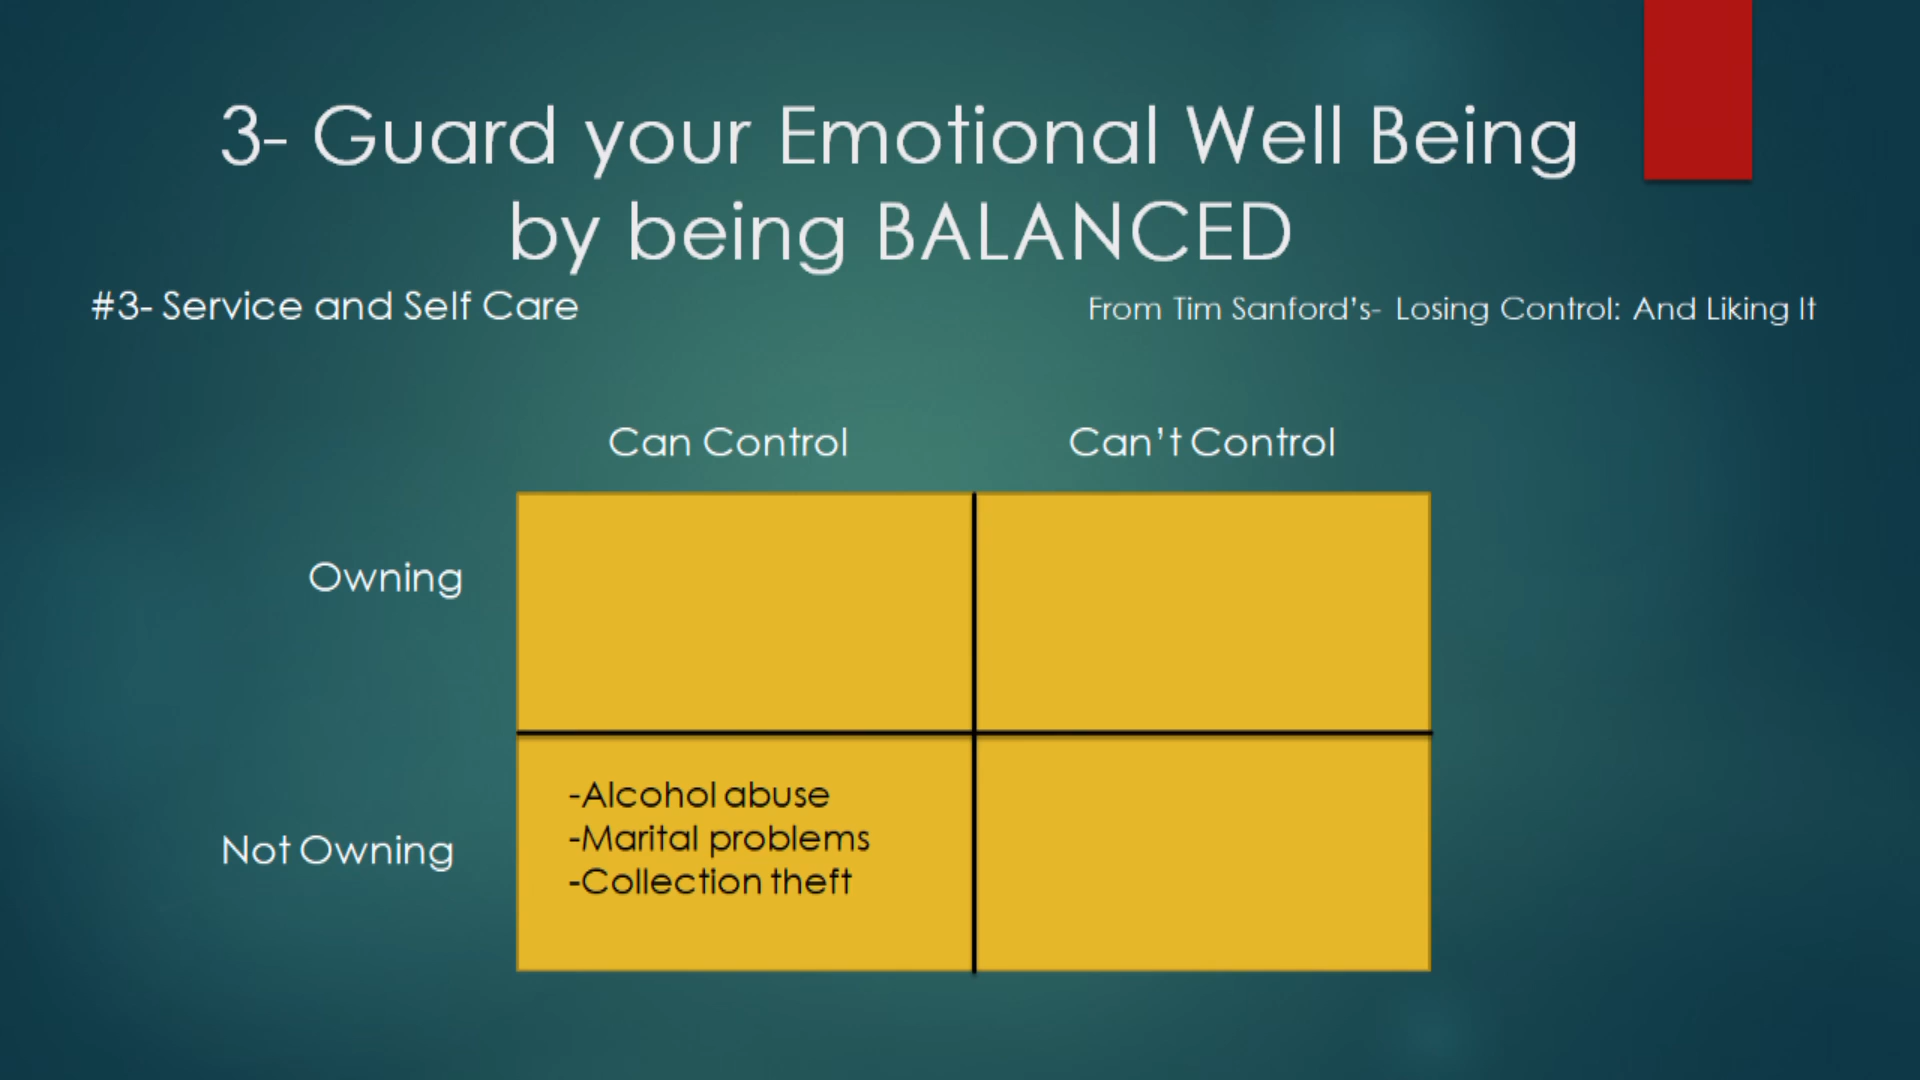 3- Guard your Emotional Well Being
by being BALANCED
#3- Service and Self Care
From Tim Sanford's- Losing Control: And Liking It
Can Control
Can't Control
Owning
Not Owning
-Alcohol abuse
-Marital problems
-Collection theft